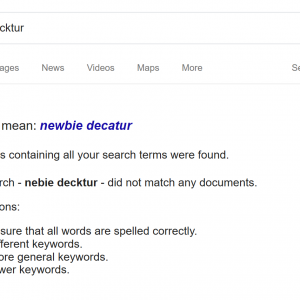 cktur
ages News Videos Maps More Se
mean: newbie decatur
s containing all your search terms were found.
rch - nebie decktur - did not match any documents.
ons:
sure that all words are spelled correctly.
fferent keywords.
ore general keywords.
wer keywords.